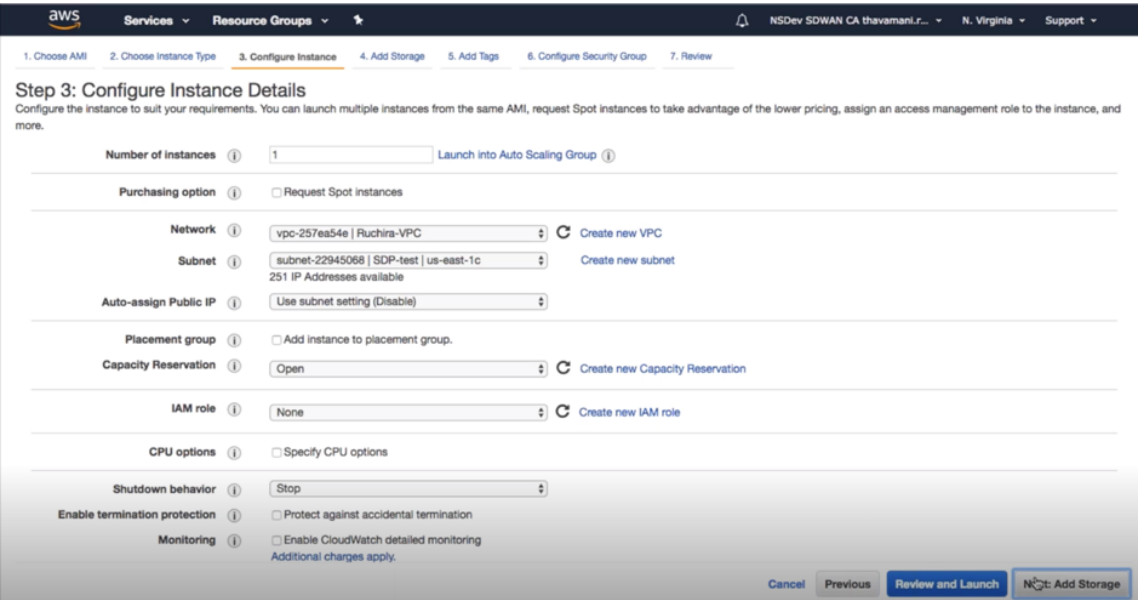 aws Services Resource Groups NSDev SDWAN CA thavamani.r... N. Virginia Support
1. Choose AMI 2. Choose Instance Type 3. Configure Instance 4. Add Storage 5. Add Tags 6. Configure Security Group 7. Review
Step 3: Configure Instance Details
Configure the instance to suit your requirements. You can launch multiple instances from the same AMI, request Spot instances to take advantage of the lower pricing, assign an access management role to the instance, and
more.
Number of instances 1 Launch into Auto Scaling Group
Purchasing option Request Spot instances
Network vpc-257ea54e | Ruchira-VPC Create new VPC
Subnet subnet-22945068 | SDP-test | us-east-1c Create new subnet
251 IP Addresses available
Auto-assign Public IP Use subnet setting (Disable)
Placement group Add instance to placement group.
Capacity Reservation Open Create new Capacity Reservation
IAM role None Create new IAM role
CPU options Specify CPU options
Shutdown behavior Stop
Enable termination protection Protect against accidental termination
Monitoring Enable CloudWatch detailed monitoring
Additional charges apply.
Cancel Previous Review and Launch Next: Add Storage